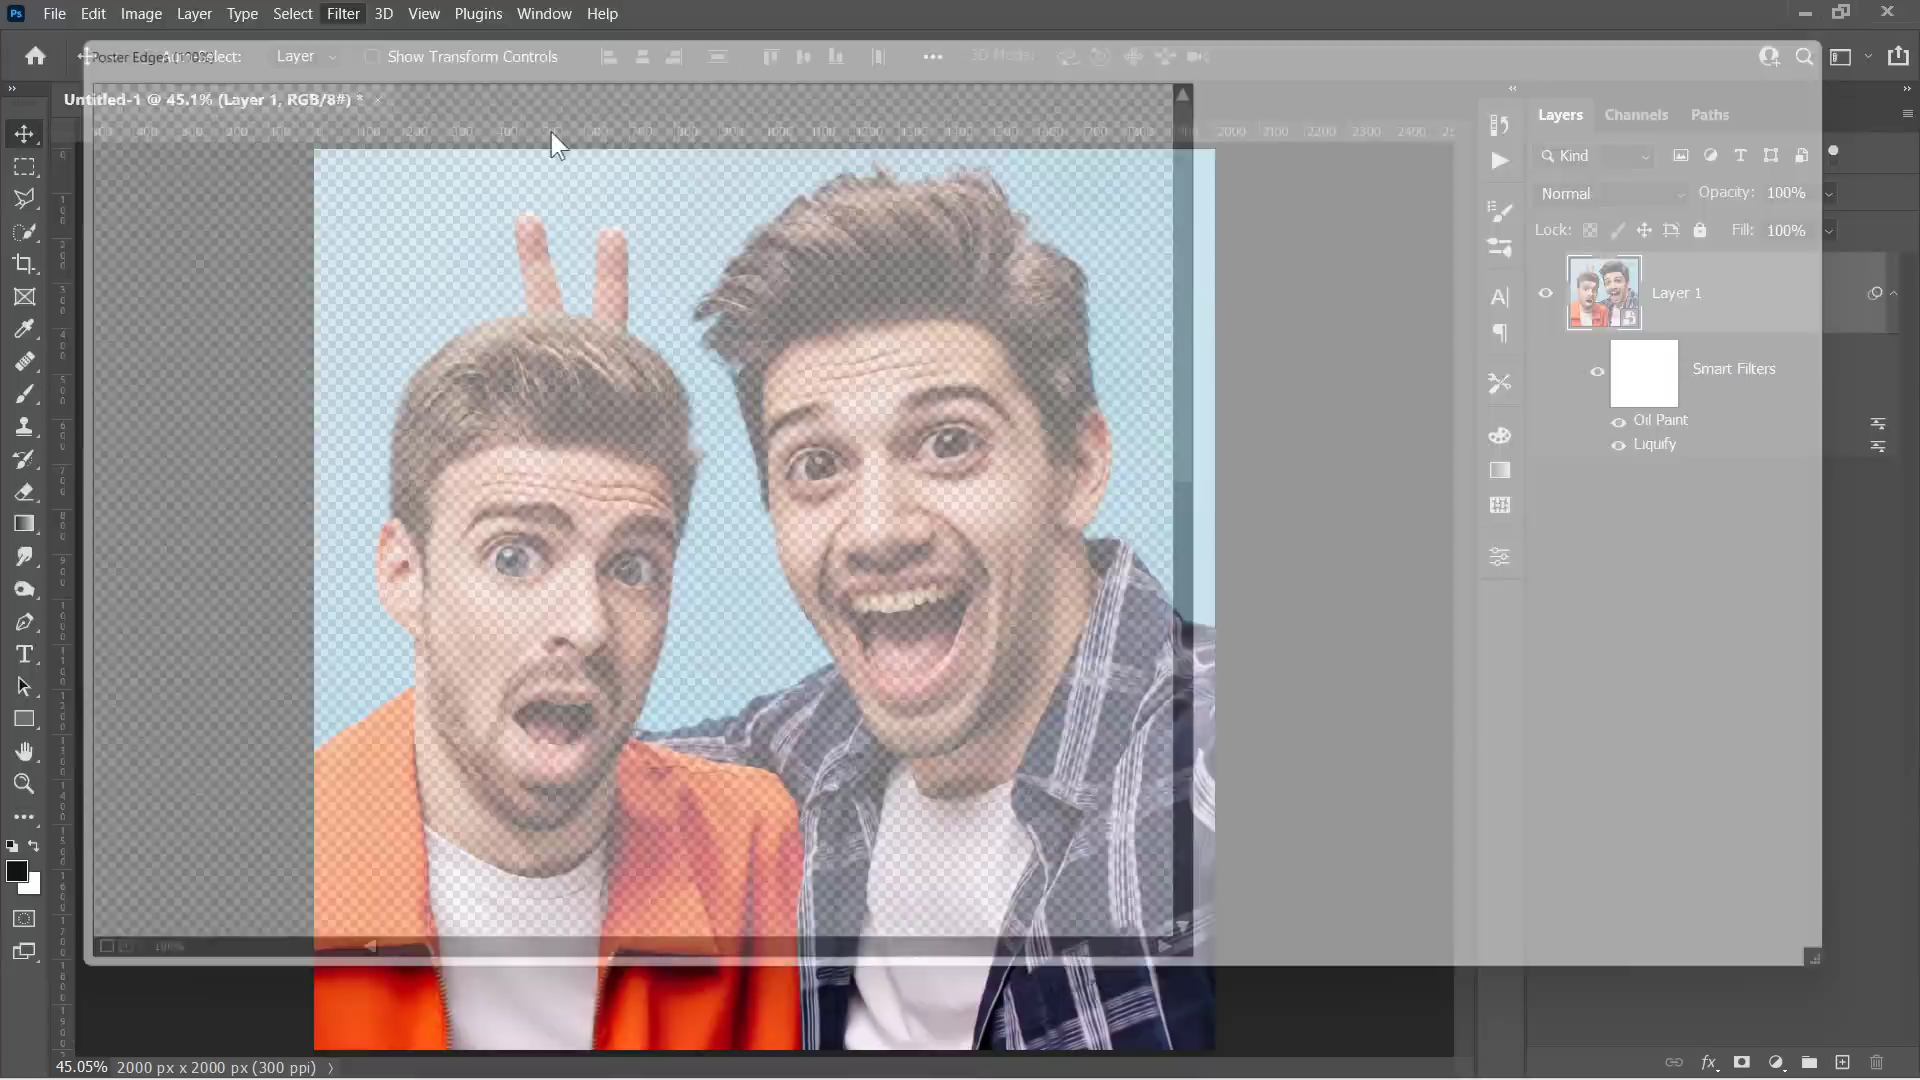 Ps File Edit Image Layer Type Select Filter 3D View Plugins Window Help
Layer Show Transform Controls
Untitled-1 @ 45.1% (Layer 1, RGB/8#) *
Layers Channels Paths
Kind
Normal Opacity: 100%
Lock: Fill: 100%
Layer 1
Smart Filters
Oil Paint
Liquify
100%
45.05% 2000 px x 2000 px (300 ppi)